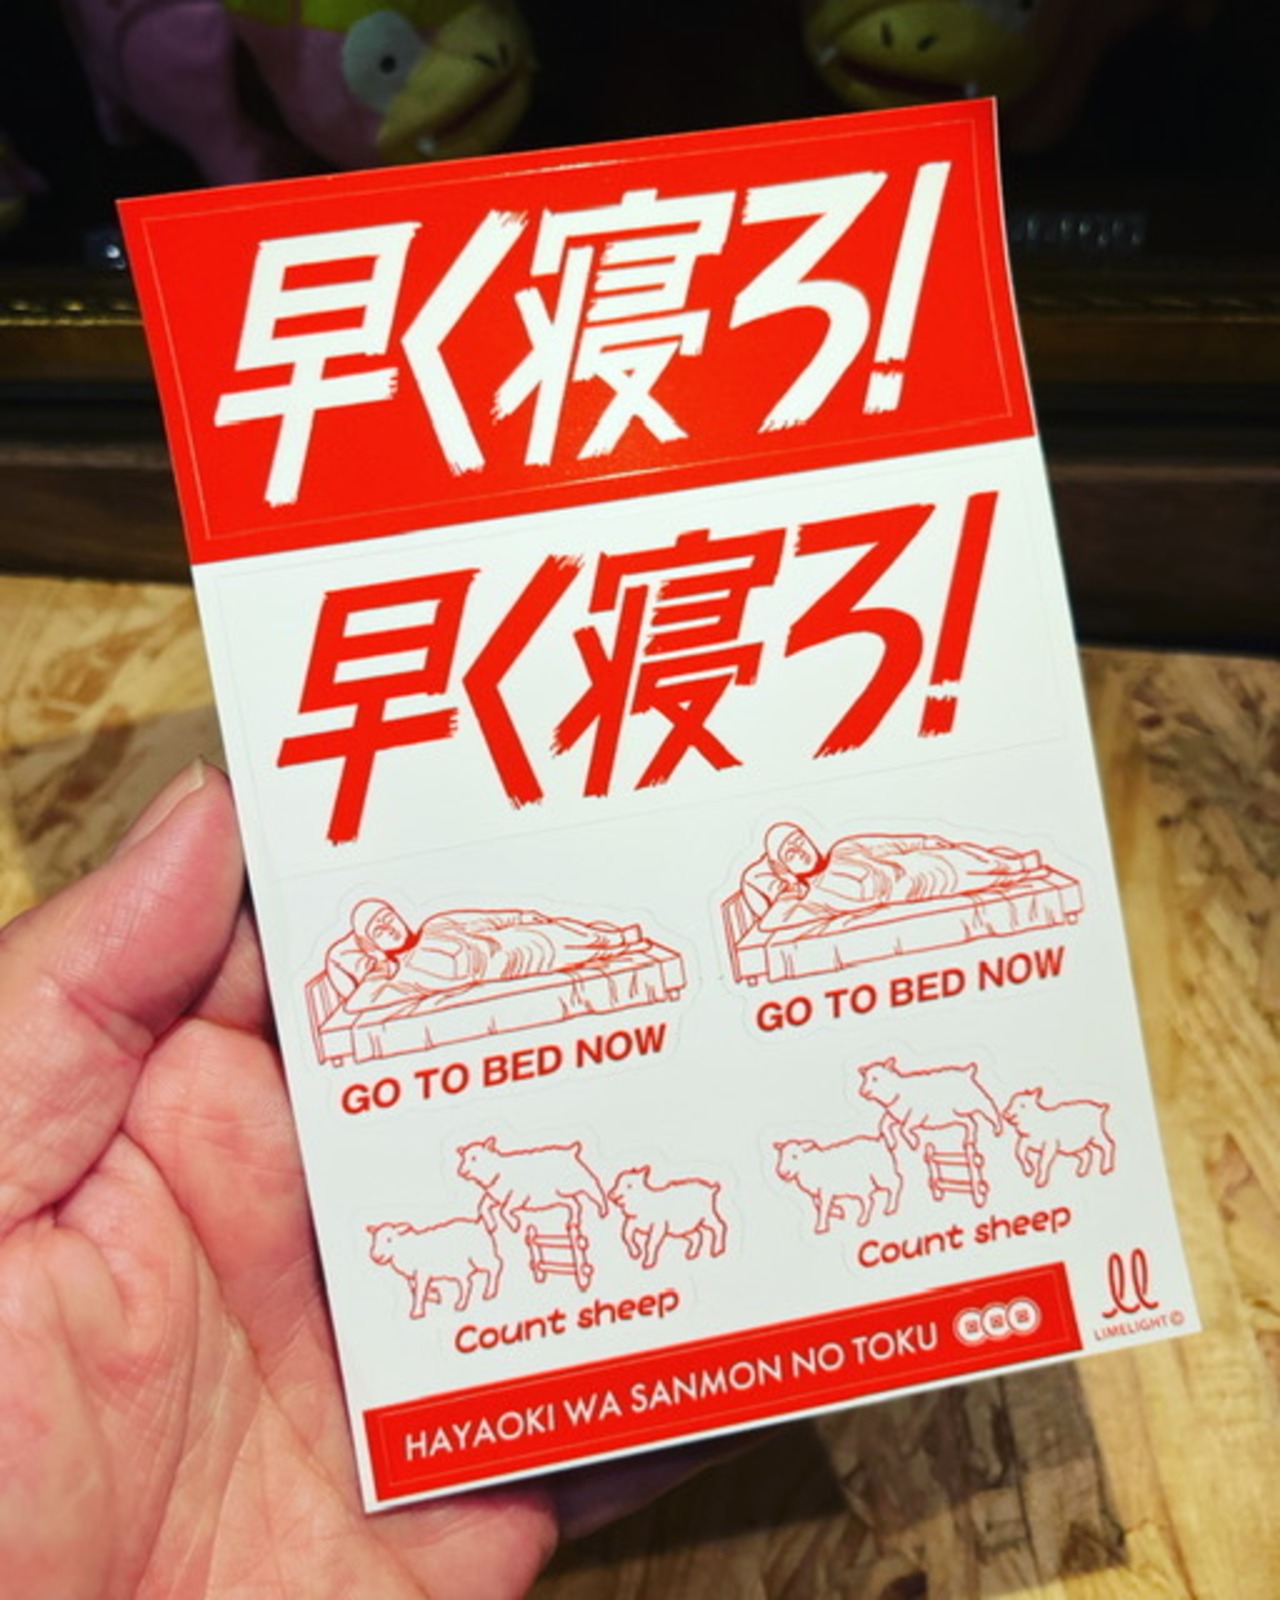 早く寝ろ!
早く寝ろ!
GO TO BED NOW
GO TO BED NOW
Count sheep
Count sheep
HAYAOKI WA SANMON NO TOKU
LIMELIGHT©